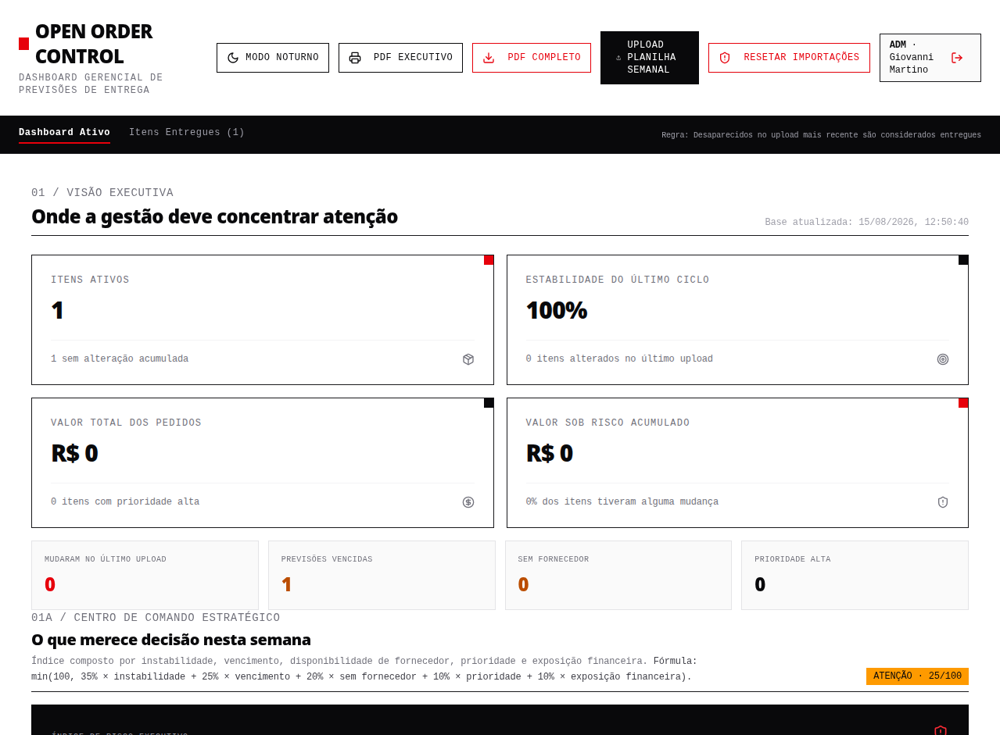 OPEN ORDER
CONTROL
DASHBOARD GERENCIAL DE
PREVISÕES DE ENTREGA
MODO NOTURNO
PDF EXECUTIVO
PDF COMPLETO
UPLOAD
PLANILHA
SEMANAL
RESETAR IMPORTAÇÕES
ADM ·
Giovanni
Martino
Dashboard Ativo
Itens Entregues (1)
Regra: Desaparecidos no upload mais recente são considerados entregues
01 / VISÃO EXECUTIVA
Onde a gestão deve concentrar atenção
Base atualizada: 15/08/2026, 12:50:40
ITENS ATIVOS
1
1 sem alteração acumulada
ESTABILIDADE DO ÚLTIMO CICLO
100%
0 itens alterados no último upload
VALOR TOTAL DOS PEDIDOS
R$ 0
0 itens com prioridade alta
VALOR SOB RISCO ACUMULADO
R$ 0
0% dos itens tiveram alguma mudança
MUDARAM NO ÚLTIMO UPLOAD
0
PREVISÕES VENCIDAS
1
SEM FORNECEDOR
0
PRIORIDADE ALTA
0
01A / CENTRO DE COMANDO ESTRATÉGICO
O que merece decisão nesta semana
Índice composto por instabilidade, vencimento, disponibilidade de fornecedor, prioridade e exposição financeira. Fórmula:
min(100, 35% × instabilidade + 25% × vencimento + 20% × sem fornecedor + 10% × prioridade + 10% × exposição financeira).
ATENÇÃO · 25/100
ÍNDICE DE RISCO EXECUTIVO